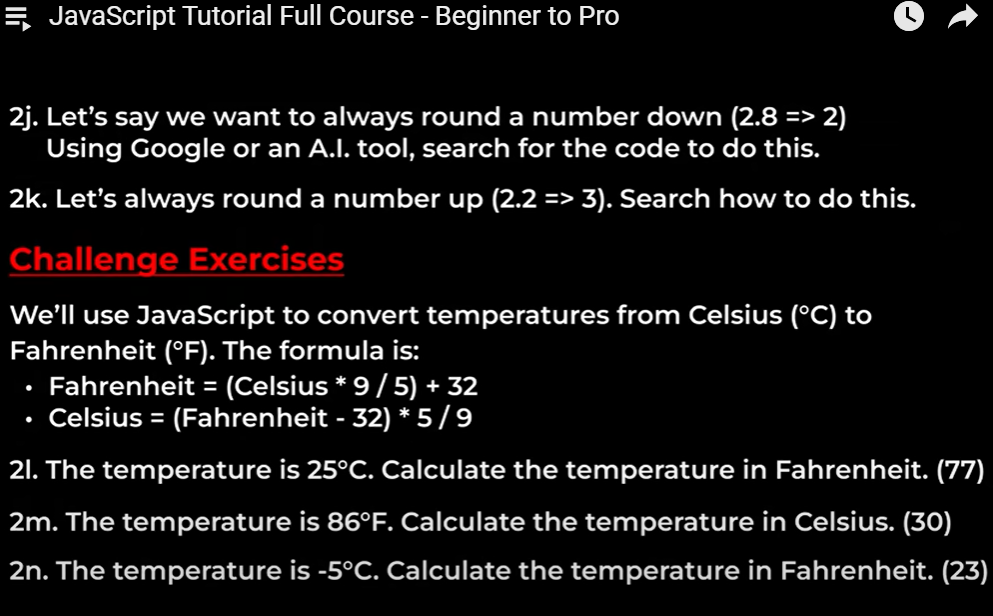 JavaScript Tutorial Full Course - Beginner to Pro
2j. Let’s say we want to always round a number down (2.8 => 2)
Using Google or an A.I. tool, search for the code to do this.
2k. Let’s always round a number up (2.2 => 3). Search how to do this.
Challenge Exercises
We’ll use JavaScript to convert temperatures from Celsius (°C) to
Fahrenheit (°F). The formula is:
• Fahrenheit = (Celsius * 9 / 5) + 32
• Celsius = (Fahrenheit - 32) * 5 / 9
2l. The temperature is 25°C. Calculate the temperature in Fahrenheit. (77)
2m. The temperature is 86°F. Calculate the temperature in Celsius. (30)
2n. The temperature is -5°C. Calculate the temperature in Fahrenheit. (23)